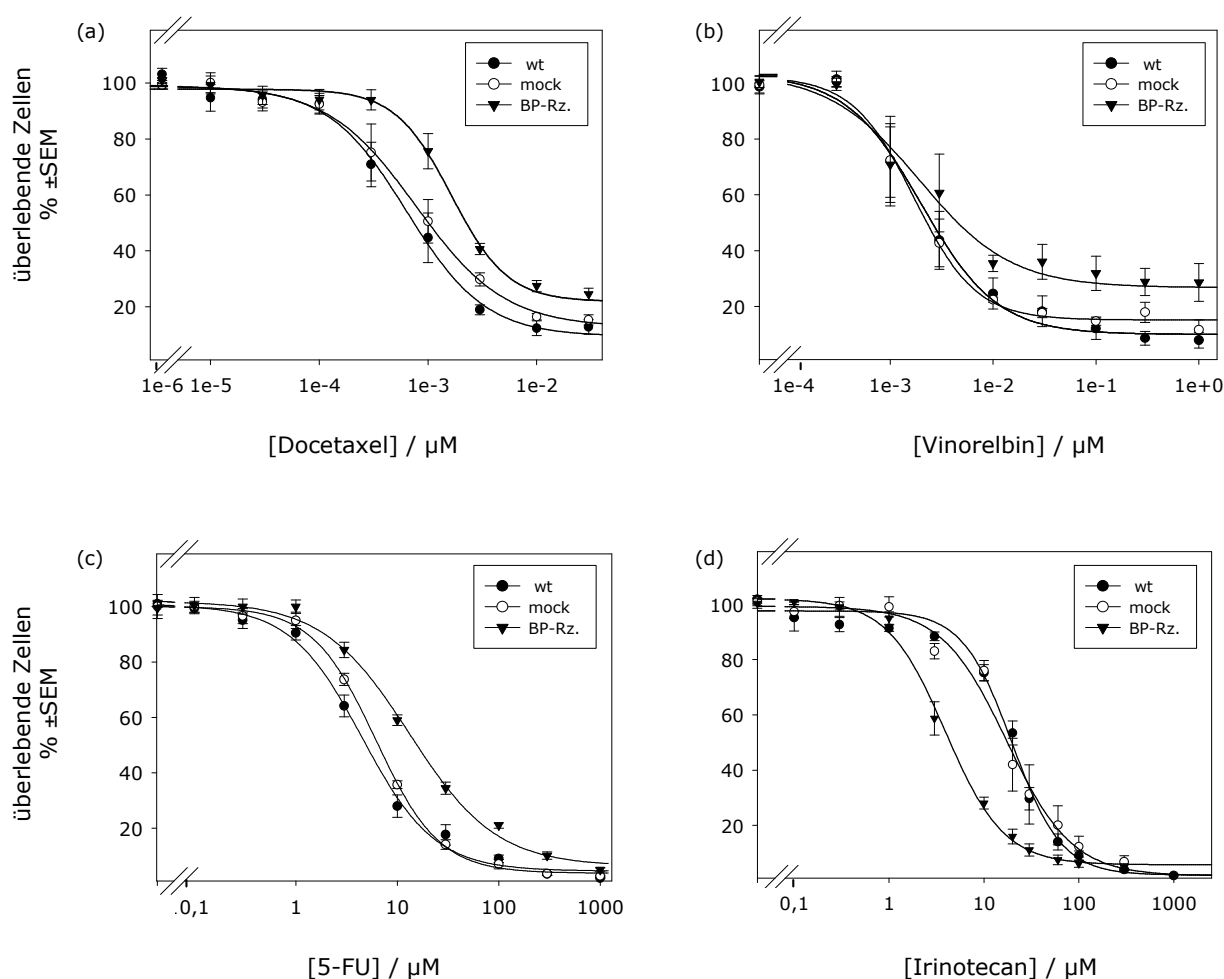 (a)
wt
mock
BP-Rz.
100
80
60
40
20
überlebende Zellen
% ±SEM
1e-6 1e-5 1e-4 1e-3 1e-2
[Docetaxel] / µM
(b)
wt
mock
BP-Rz.
100
80
60
40
20
1e-4 1e-3 1e-2 1e-1 1e+0
[Vinorelbin] / µM
(c)
wt
mock
BP-Rz.
100
80
60
40
20
überlebende Zellen
% ±SEM
0,1 1 10 100 1000
[5-FU] / µM
(d)
wt
mock
BP-Rz.
100
80
60
40
20
0,1 1 10 100 1000
[Irinotecan] / µM